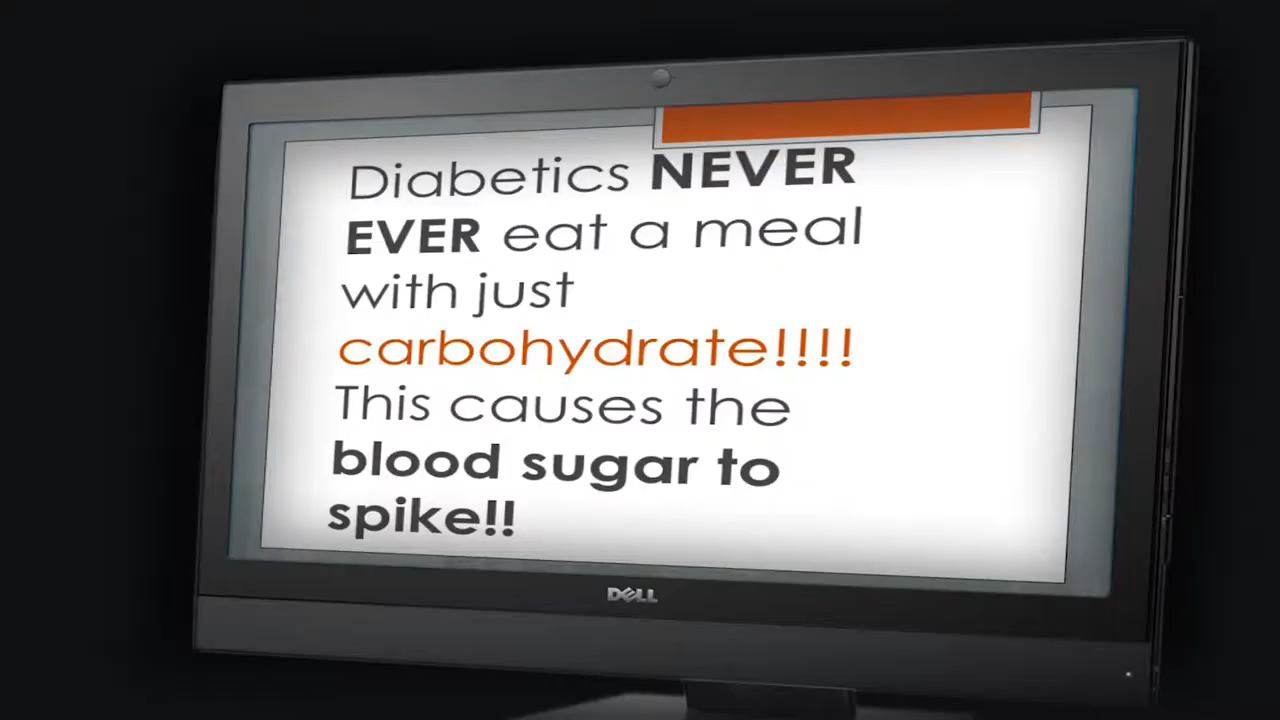 Diabetics NEVER
EVER eat a meal
with just
carbohydrate!!!!
This causes the
blood sugar to
spike!!
DELL